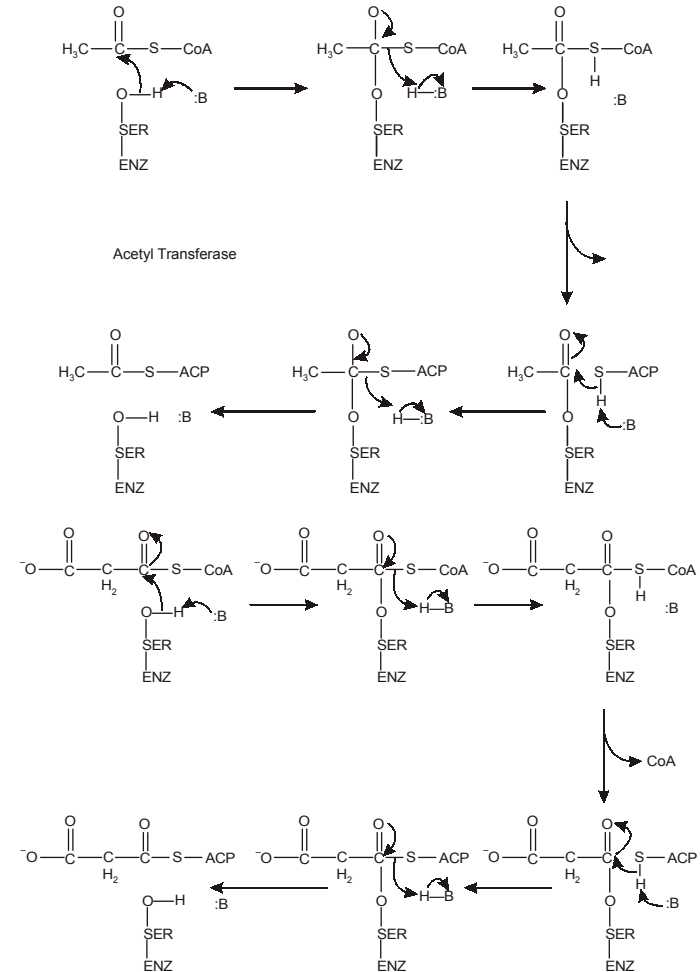 O O O
H₃C—C—S—CoA H₃C—C—S—CoA H₃C—C—S—CoA
H
O—H :B O H—:B O :B
SER SER SER
ENZ ENZ ENZ
Acetyl Transferase
O O O
H₃C—C—S—ACP H₃C—C—S—ACP H₃C—C S—ACP
H
O—H :B O H—:B O :B
SER SER SER
ENZ ENZ ENZ
O O O O O O
⁻O—C—C—C—S—CoA ⁻O—C—C—C—S—CoA ⁻O—C—C—C—S—CoA
H₂ H₂ H₂ H
O—H :B O H—B O :B
SER SER SER
ENZ ENZ ENZ
CoA
O O O O O O
⁻O—C—C—C—S—ACP ⁻O—C—C—C—S—ACP ⁻O—C—C—C S—ACP
H₂ H₂ H₂ H
O—H :B O H—B O :B
SER SER SER
ENZ ENZ ENZ